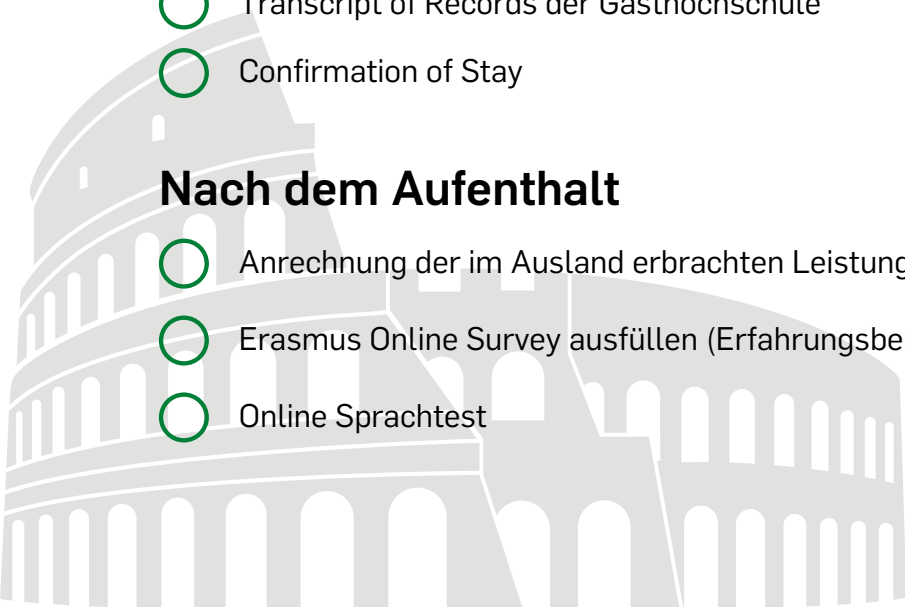 Transcript of Records der Gasthochschule
Confirmation of Stay
Nach dem Aufenthalt
Anrechnung der im Ausland erbrachten Leistung
Erasmus Online Survey ausfüllen (Erfahrungsbe
Online Sprachtest